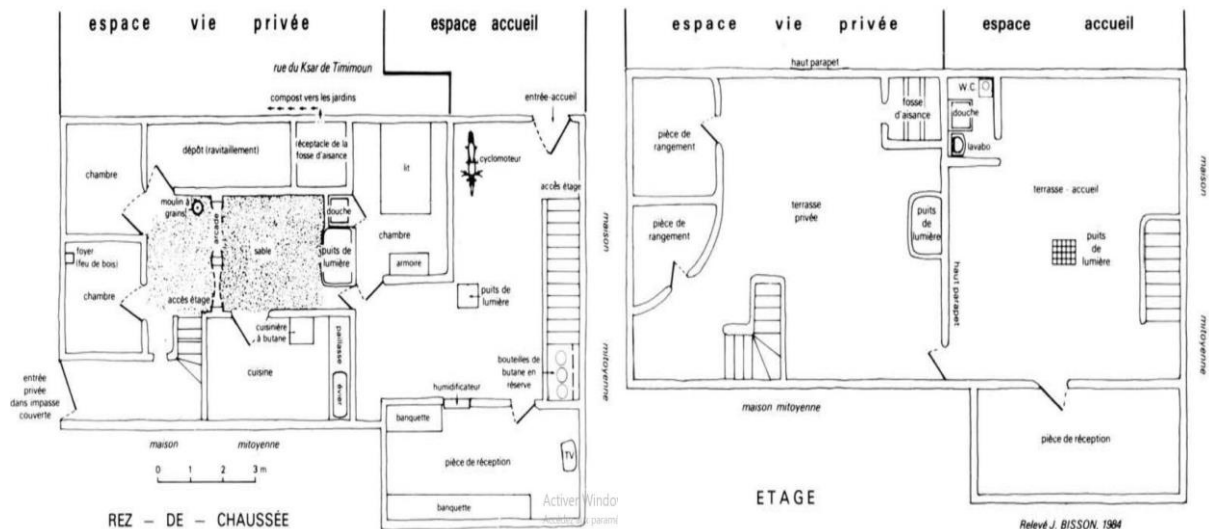 espace vie privée
espace accueil
rue du Ksar de Timimoun
compost vers les jardins
entrée-accueil
chambre
dépôt (ravitaillement)
réceptacle de la
fosse d'aisance
lit
cyclomoteur
accès étage
moulin à
grains
douche
sable
puits de
lumière
chambre
armoire
foyer
(feu de bois)
chambre
accès étage
puits de
lumière
cuisinière
à butane
paillasse
évier
cuisine
bouteilles de
butane en
réserve
maison
mitoyenne
entrée
privée
dans impasse
couverte
humidificateur
banquette
pièce de réception
TV
banquette
maison mitoyenne
0 1 2 3 m
REZ - DE - CHAUSSÉE
Activer Window
espace vie privée
espace accueil
haut parapet
pièce de
rangement
fosse
d'aisance
W.C.
douche
lavabo
pièce de
rangement
terrasse
privée
puits
de
lumière
terrasse - accueil
puits
de
lumière
haut parapet
maison
mitoyenne
maison mitoyenne
pièce de réception
ETAGE
Relevé J. BISSON, 1984